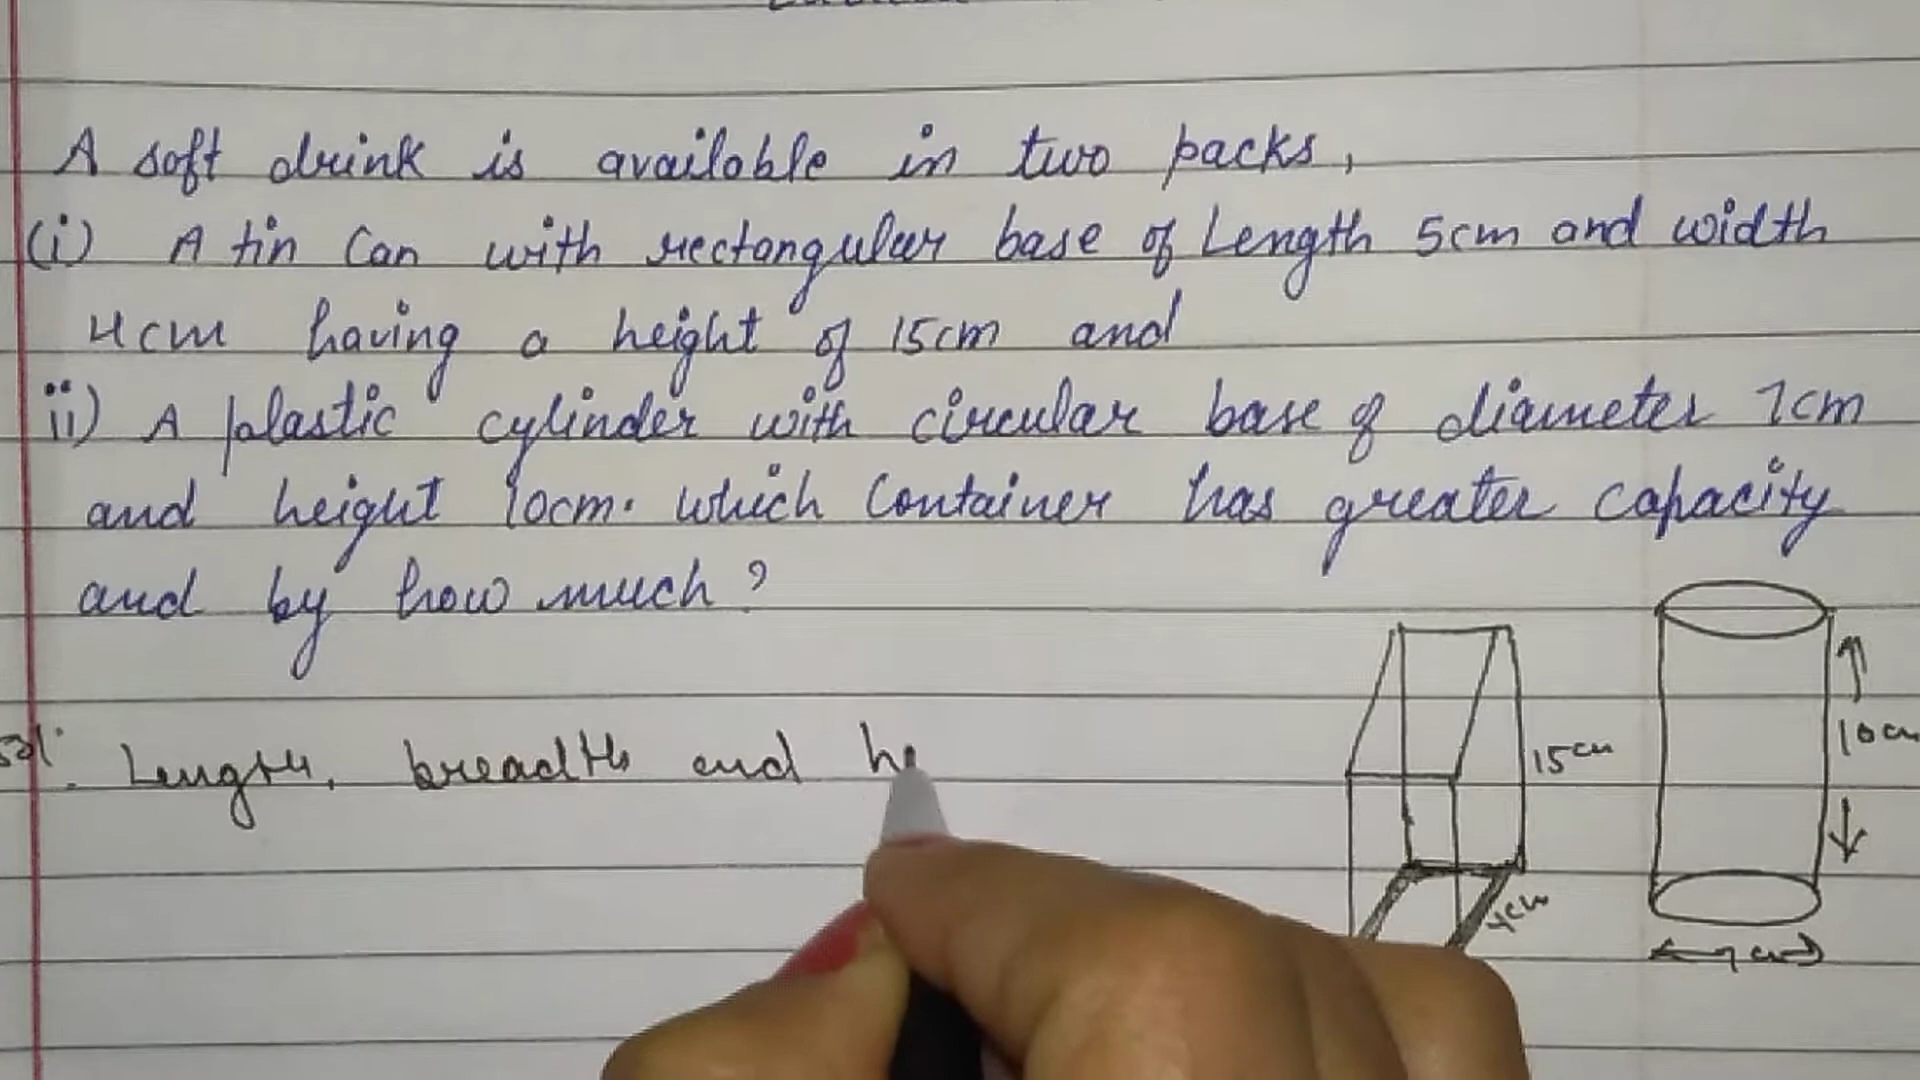 A soft drink is available in two packs,
(i) A tin Can with rectangular base of Length 5cm and width
4cm having a height of 15cm and
ii) A plastic cylinder with circular base of diameter 7cm
and height 10cm. which Container has greater capacity
and by how much?
Sol. Length, breadth and h
15cm
10cm
4cm
7cm